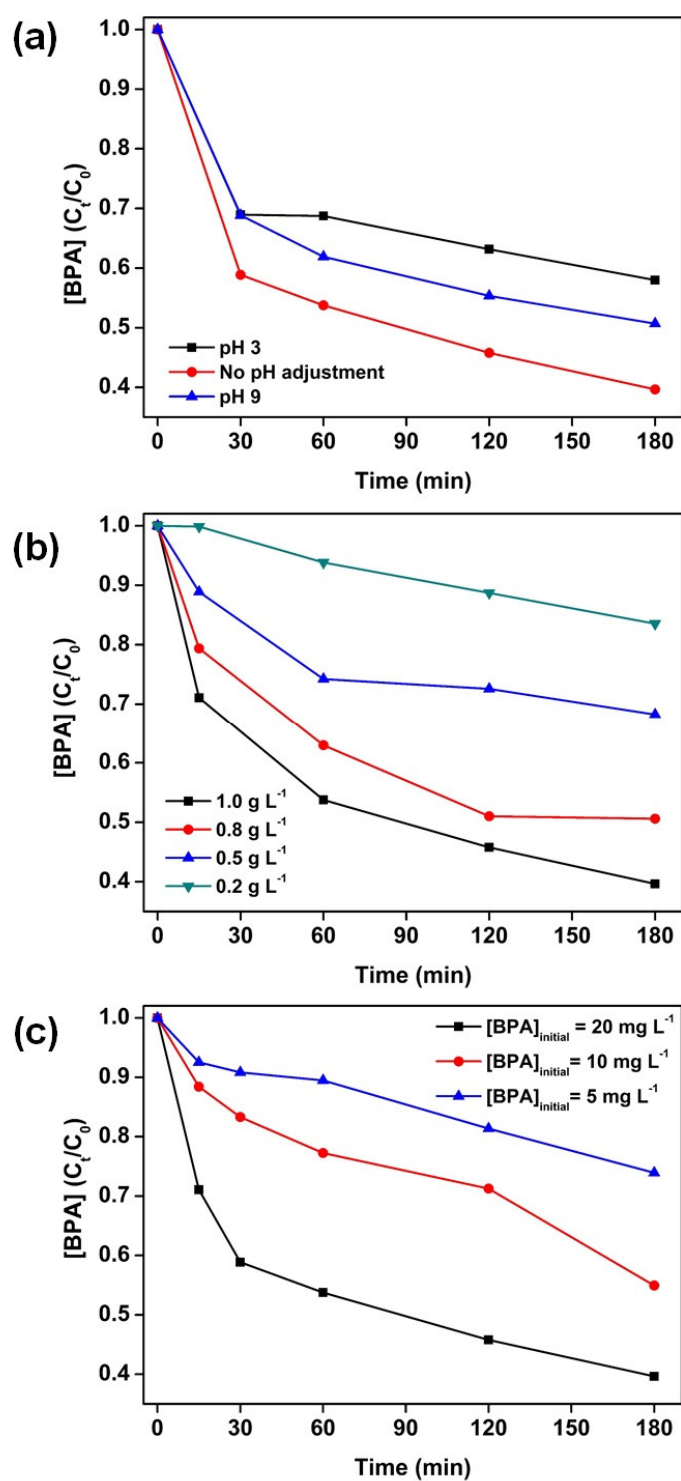 (a)
[BPA] (Cₜ/C₀)
1.0
0.9
0.8
0.7
0.6
0.5
0.4
pH 3
No pH adjustment
pH 9
0 30 60 90 120 150 180
Time (min)
(b)
[BPA] (Cₜ/C₀)
1.0
0.9
0.8
0.7
0.6
0.5
0.4
1.0 g L⁻¹
0.8 g L⁻¹
0.5 g L⁻¹
0.2 g L⁻¹
0 30 60 90 120 150 180
Time (min)
(c)
[BPA] (Cₜ/C₀)
1.0
0.9
0.8
0.7
0.6
0.5
0.4
[BPA]initial = 20 mg L⁻¹
[BPA]initial = 10 mg L⁻¹
[BPA]initial = 5 mg L⁻¹
0 30 60 90 120 150 180
Time (min)